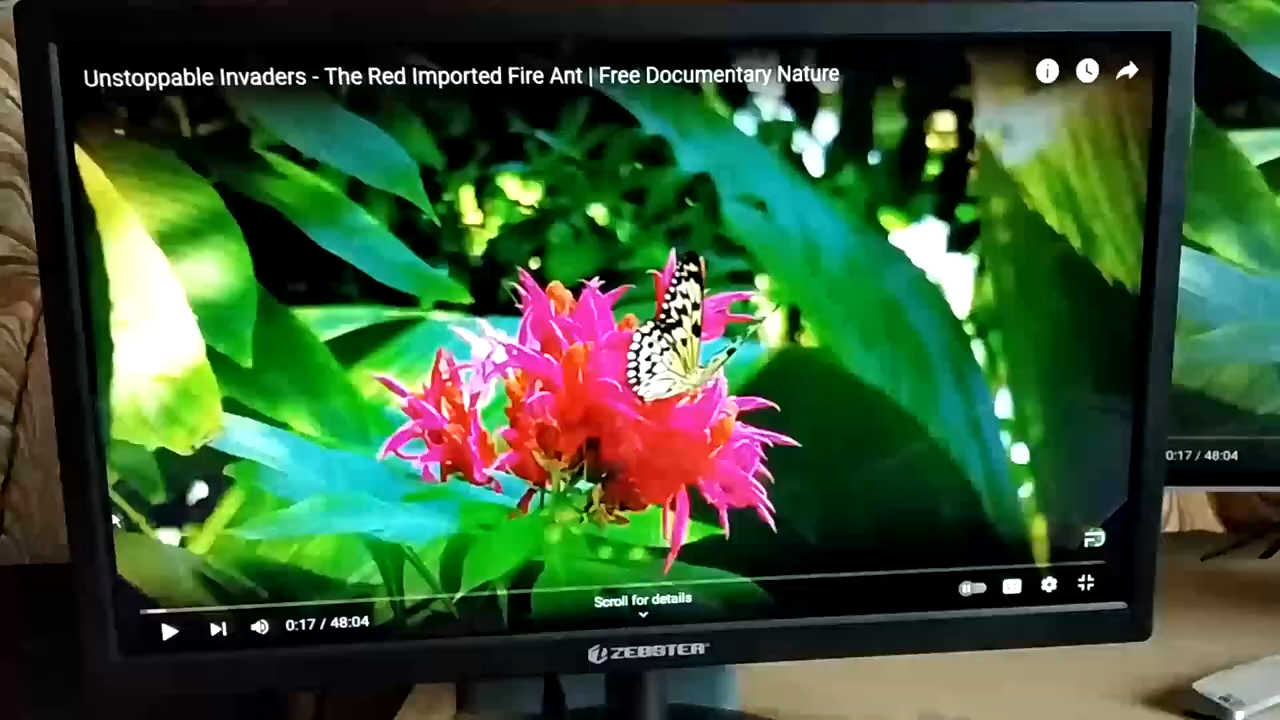 Unstoppable Invaders - The Red Imported Fire Ant | Free Documentary Nature
0:17 / 48:04
Scroll for details
0:17 / 48:04
ZEBSTER